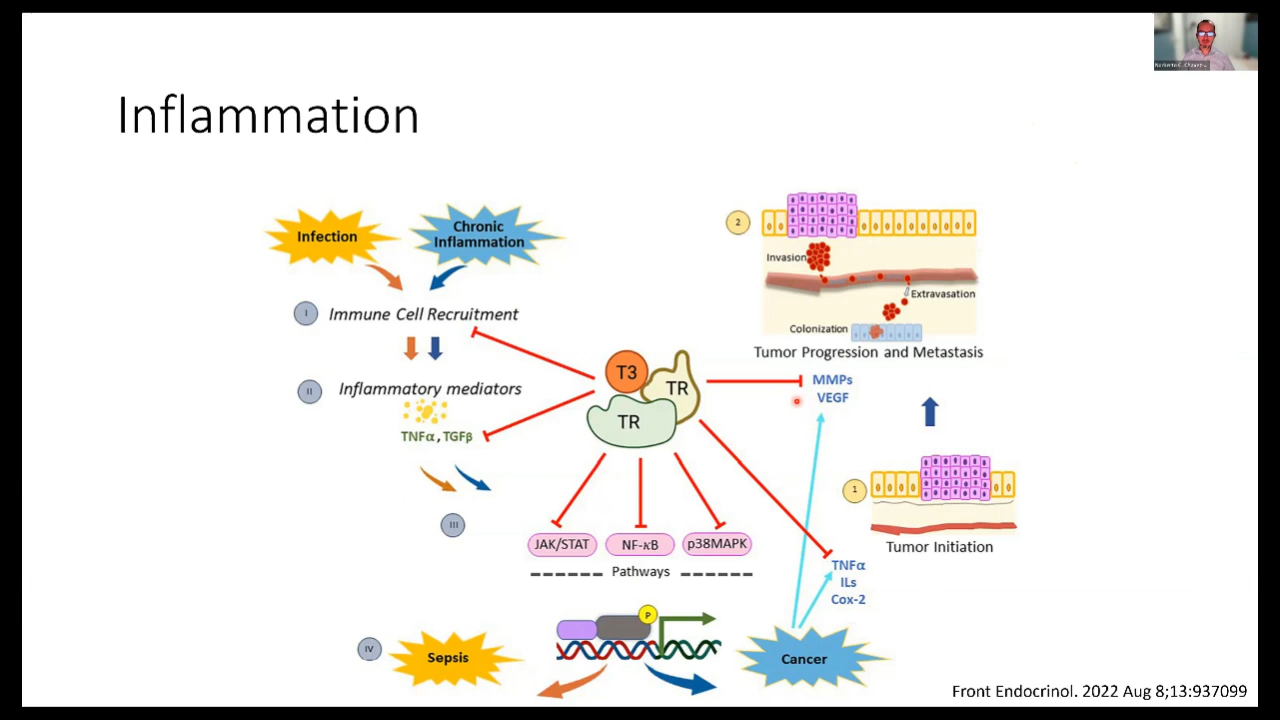 Inflammation
Infection
Chronic
Inflammation
I
Immune Cell Recruitment
II
Inflammatory mediators
TNFα, TGFβ
III
IV
Sepsis
T3
TR
TR
JAK/STAT
NF-κB
p38MAPK
Pathways
P
Cancer
2
Invasion
Extravasation
Colonization
Tumor Progression and Metastasis
MMPs
VEGF
1
Tumor Initiation
TNFα
ILs
Cox-2
Front Endocrinol. 2022 Aug 8;13:937099